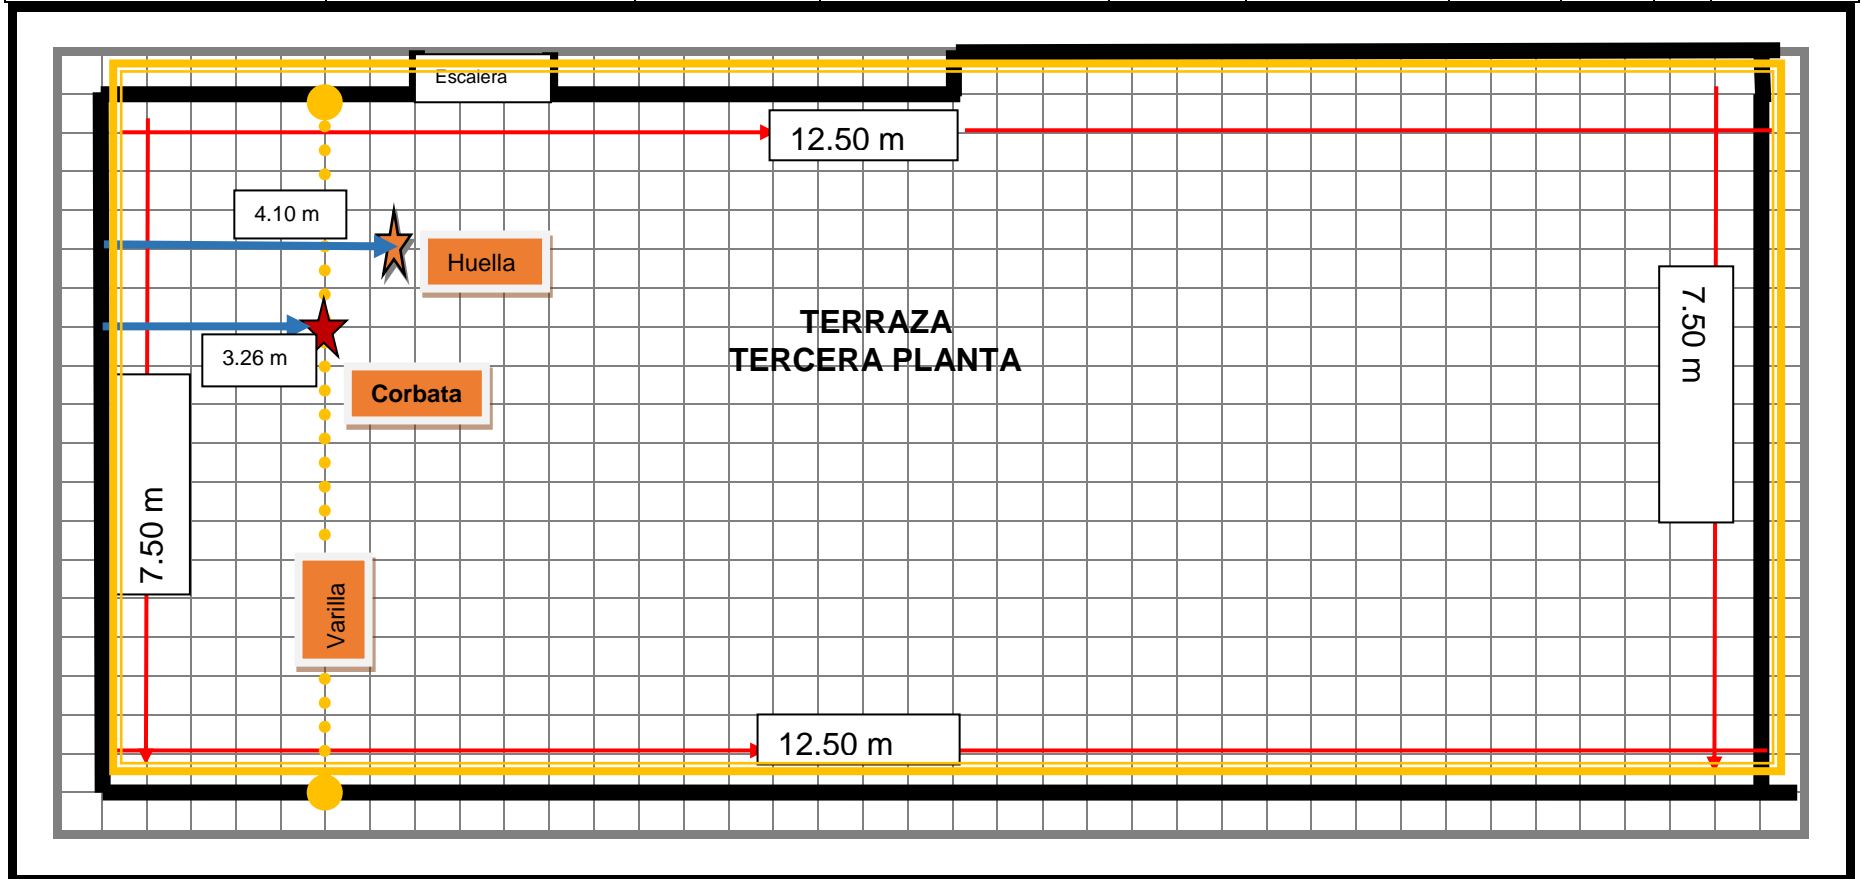 Escalera
12.50 m
4.10 m
Huella
7.50 m
TERRAZA
TERCERA PLANTA
3.26 m
Corbata
7.50 m
Varilla
12.50 m